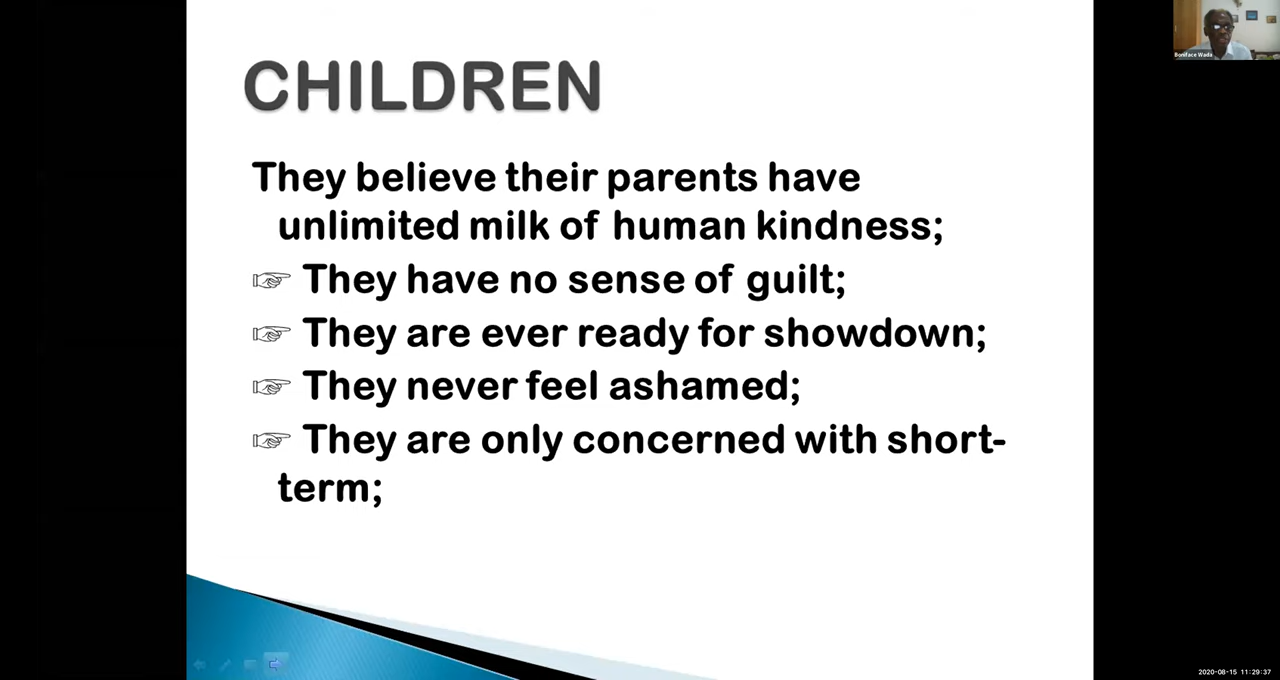 Boniface Wada
CHILDREN
They believe their parents have
unlimited milk of human kindness;
☞ They have no sense of guilt;
☞ They are ever ready for showdown;
☞ They never feel ashamed;
☞ They are only concerned with short-
term;
2020-08-15 11:29:37